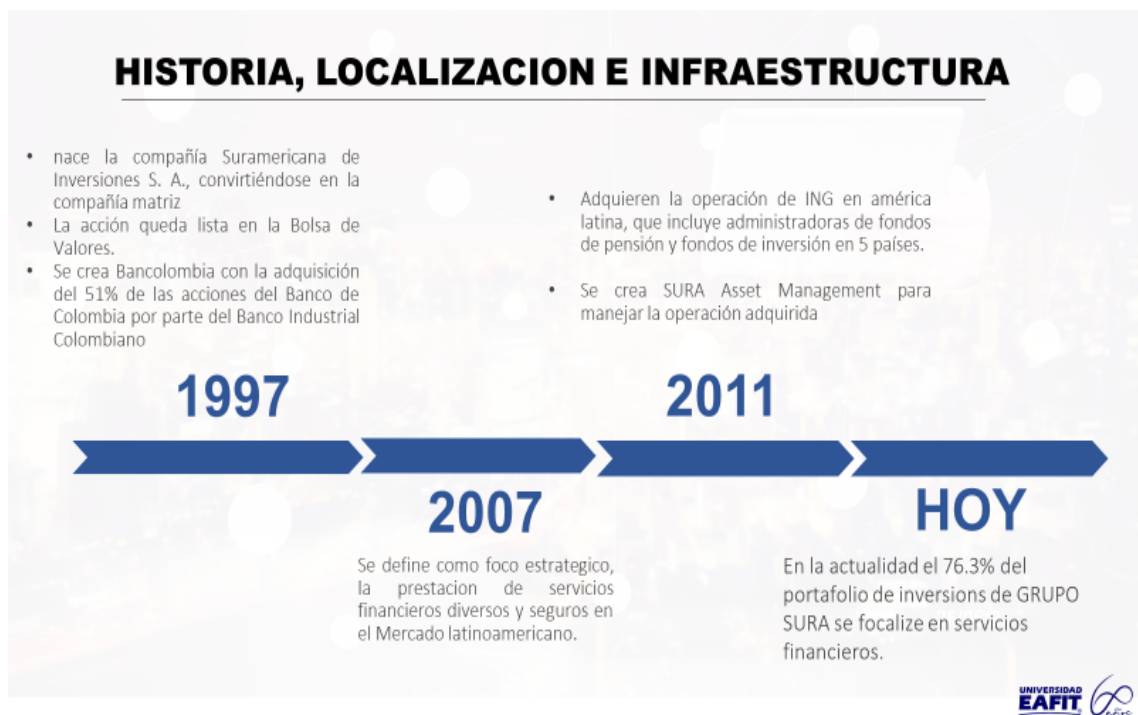 HISTORIA, LOCALIZACION E INFRAESTRUCTURA
• nace la compañía Suramericana de
Inversiones S. A., convirtiéndose en la
compañía matriz
• La acción queda lista en la Bolsa de
Valores.
• Se crea Bancolombia con la adquisición
del 51% de las acciones del Banco de
Colombia por parte del Banco Industrial
Colombiano
1997
2007
Se define como foco estrategico,
la prestacion de servicios
financieros diversos y seguros en
el Mercado latinoamericano.
• Adquieren la operación de ING en américa
latina, que incluye administradoras de fondos
de pensión y fondos de inversión en 5 países.
• Se crea SURA Asset Management para
manejar la operación adquirida
2011
HOY
En la actualidad el 76.3% del
portafolio de inversions de GRUPO
SURA se focalize en servicios
financieros.
UNIVERSIDAD
EAFIT
60
años